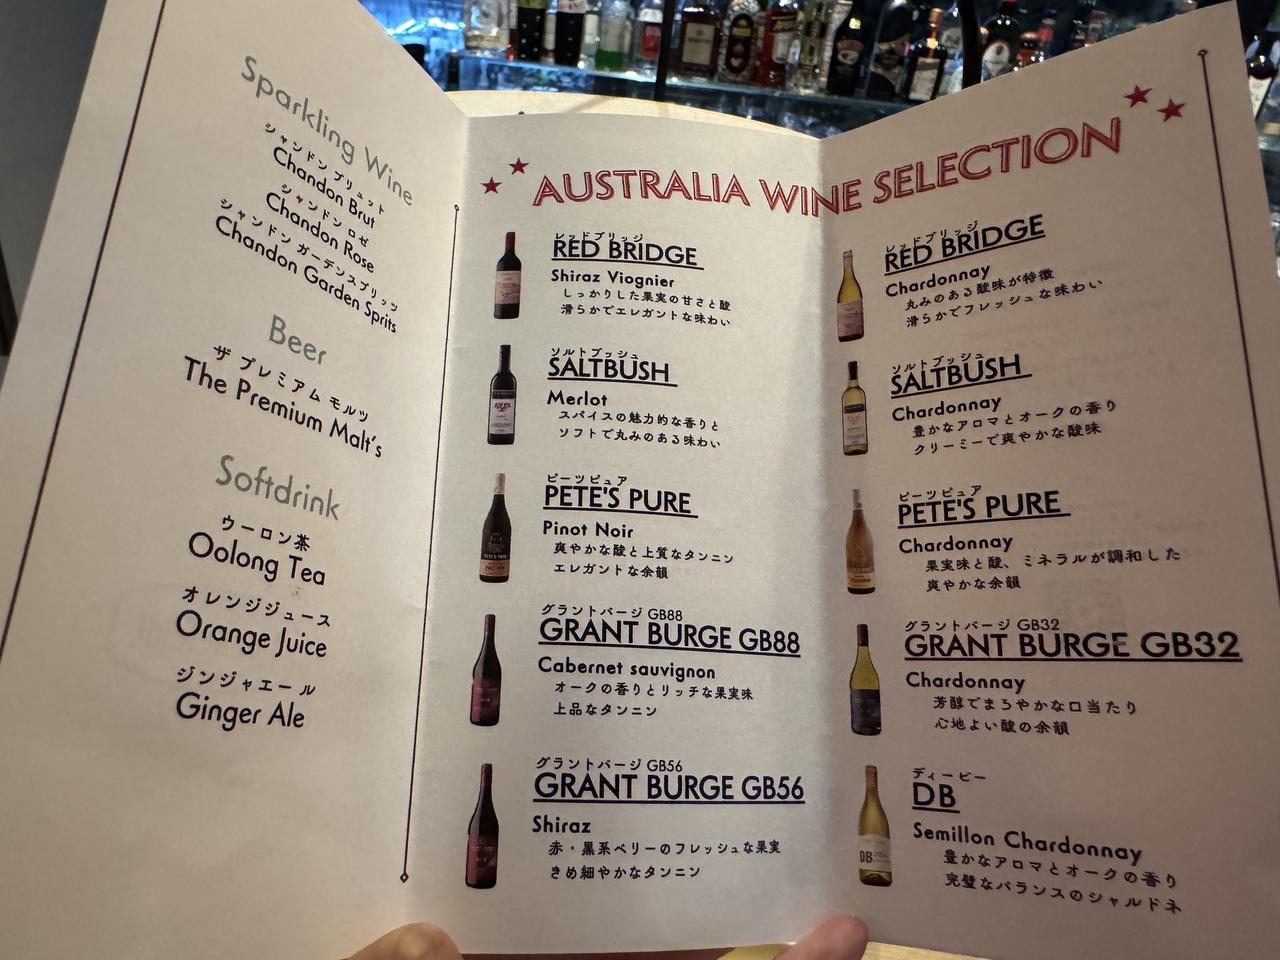 Sparkling Wine
シャンドン ブリュット
Chandon Brut
シャンドン ロゼ
Chandon Rose
シャンドン ガーデンスプリッツ
Chandon Garden Sprits
Beer
ザ プレミアム モルツ
The Premium Malt's
Softdrink
ウーロン茶
Oolong Tea
オレンジジュース
Orange Juice
ジンジャエール
Ginger Ale
AUSTRALIA WINE SELECTION
レッドブリッジ
RED BRIDGE
Shiraz Viognier
しっかりした果実の甘さと酸
滑らかでエレガントな味わい
ソルトブッシュ
SALTBUSH
Merlot
スパイスの魅力的な香りと
ソフトで丸みのある味わい
ピーツピュア
PETE'S PURE
Pinot Noir
爽やかな酸と上質なタンニン
エレガントな余韻
グラントバージ GB88
GRANT BURGE GB88
Cabernet sauvignon
オークの香りとリッチな果実味
上品なタンニン
グラントバージ GB56
GRANT BURGE GB56
Shiraz
赤・黒系ベリーのフレッシュな果実
きめ細やかなタンニン
レッドブリッジ
RED BRIDGE
Chardonnay
丸みのある酸味が特徴
滑らかでフレッシュな味わい
ソルトブッシュ
SALTBUSH
Chardonnay
豊かなアロマとオークの香り
クリーミーで爽やかな酸味
ピーツピュア
PETE'S PURE
Chardonnay
果実味と酸、ミネラルが調和した
爽やかな余韻
グラントバージ GB32
GRANT BURGE GB32
Chardonnay
芳醇でまろやかな口当たり
心地よい酸の余韻
ディービー
DB
Semillon Chardonnay
豊かなアロマとオークの香り
完璧なバランスのシャルドネ
DB